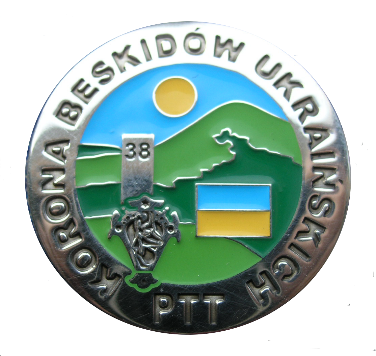 KORONA BESKIDÓW UKRAIŃSKICH
38
PTT